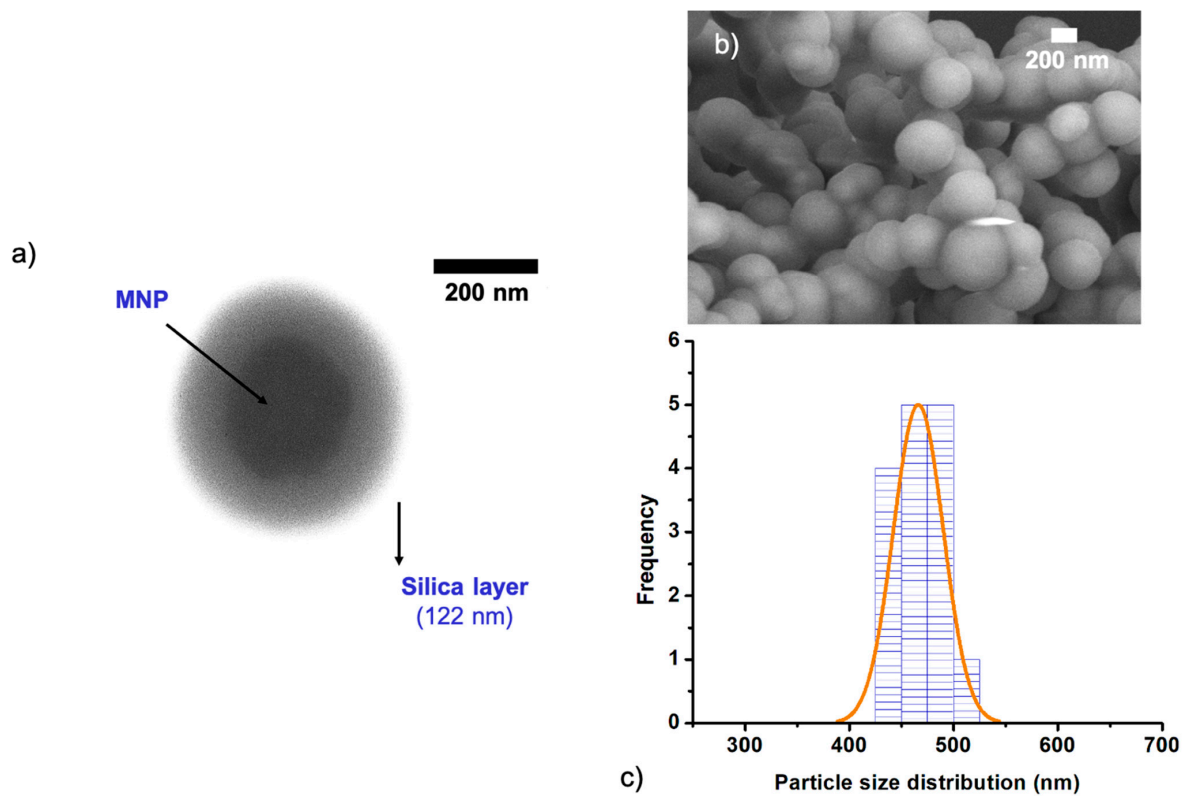 a)
MNP
200 nm
Silica layer
(122 nm)
b)
200 nm
6
5
4
3
2
1
0
Frequency
300 400 500 600 700
Particle size distribution (nm)
c)